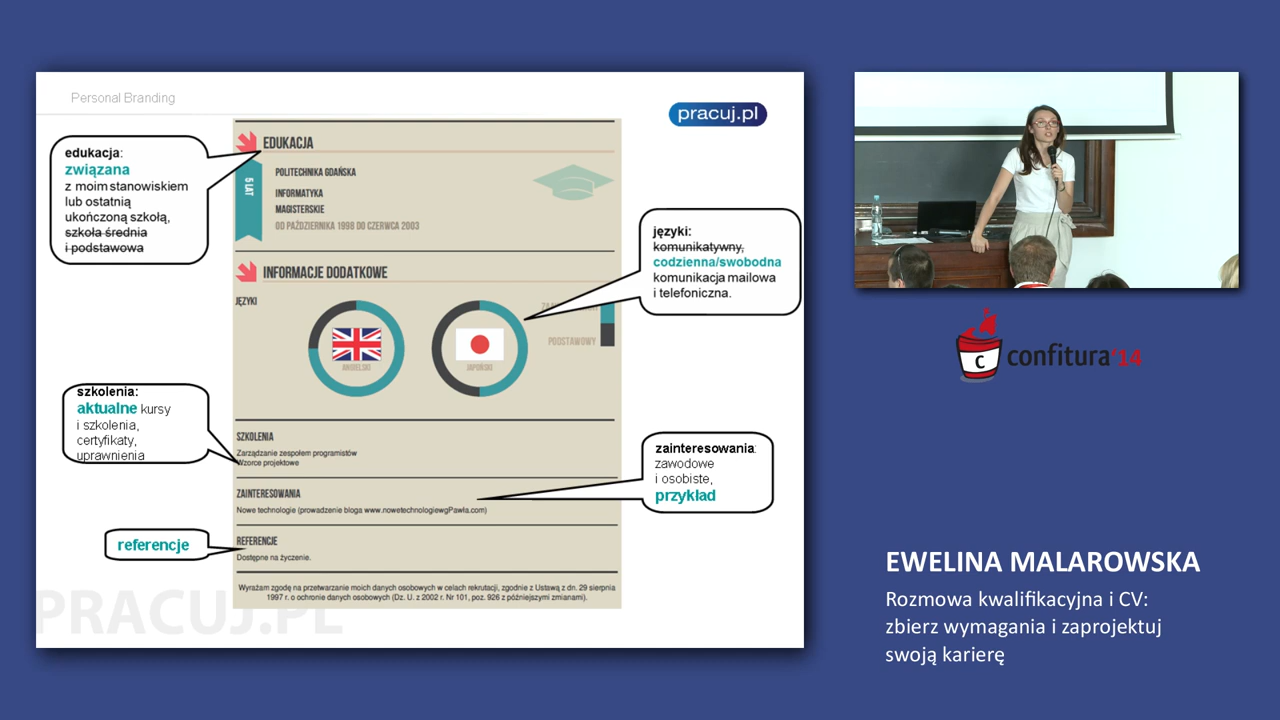 Personal Branding
pracuj.pl
edukacja:
związana
z moim stanowiskiem
lub ostatnią
ukończoną szkołą,
szkoła średnia
i podstawowa
EDUKACJA
5 LAT
POLITECHNIKA GDAŃSKA
INFORMATYKA
MAGISTERSKIE
OD PAŹDZIERNIKA 1998 DO CZERWCA 2003
języki:
komunikatywny,
codzienna/swobodna
komunikacja mailowa
i telefoniczna.
INFORMACJE DODATKOWE
JĘZYKI
ANGIELSKI
JAPOŃSKI
PODSTAWOWY
szkolenia:
aktualne kursy
i szkolenia,
certyfikaty,
uprawnienia
SZKOLENIA
Zarządzanie zespołem programistów
Wzorce projektowe
zainteresowania:
zawodowe
i osobiste,
przykład
ZAINTERESOWANIA
Nowe technologie (prowadzenie bloga www.nowetechnologiewgPawła.com)
referencje
REFERENCJE
Dostępne na życzenie.
Wyrażam zgodę na przetwarzanie moich danych osobowych w celach rekrutacji, zgodnie z Ustawą z dn. 29 sierpnia
1997 r. o ochronie danych osobowych (Dz. U. z 2002 r. Nr 101, poz. 926 z późniejszymi zmianami).
PRACUJ.PL
C
confitura'14
EWELINA MALAROWSKA
Rozmowa kwalifikacyjna i CV:
zbierz wymagania i zaprojektuj
swoją karierę